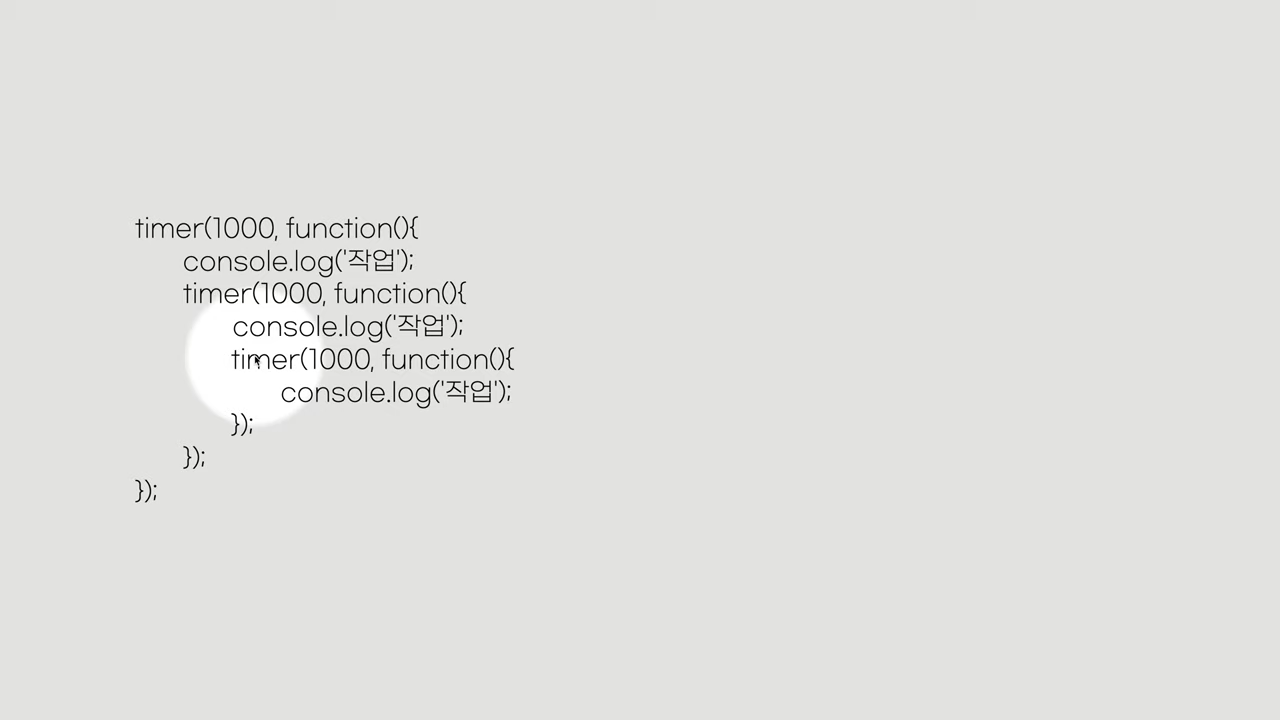 timer(1000, function(){
console.log('작업');
timer(1000, function(){
console.log('작업');
timer(1000, function(){
console.log('작업');
});
});
});